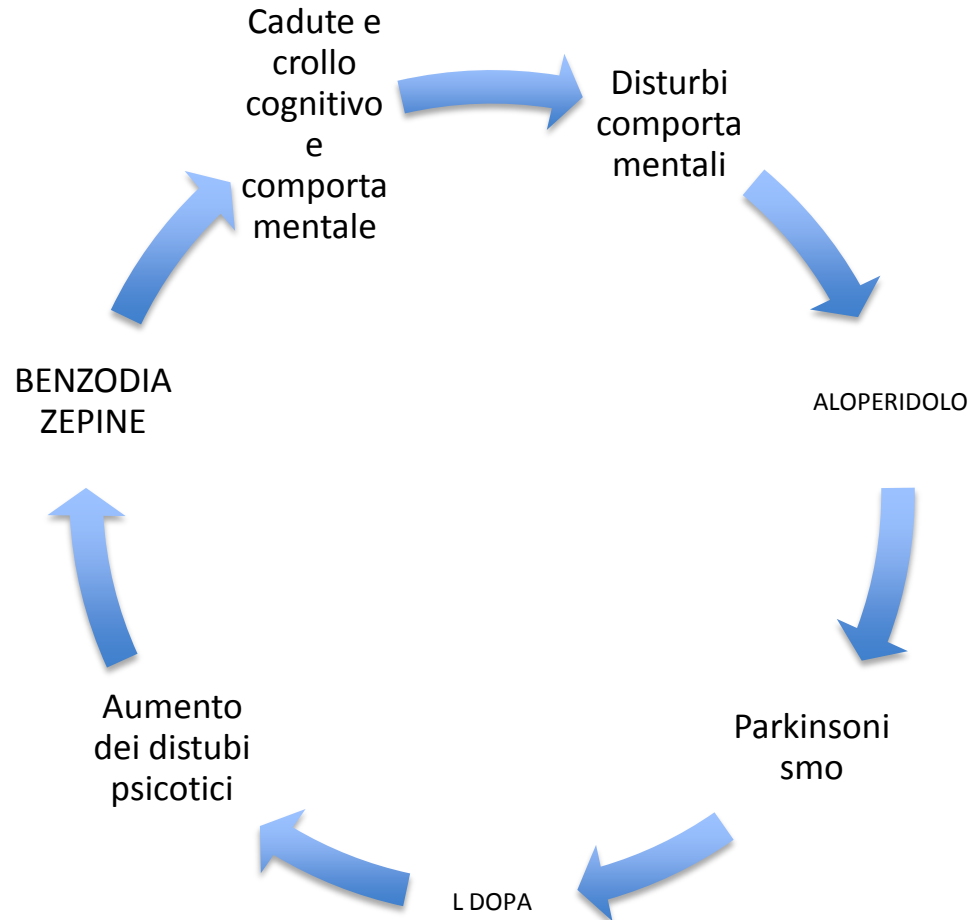 Cadute e
crollo
cognitivo
e
comporta
mentale
Disturbi
comporta
mentali
ALOPERIDOLO
Parkinsoni
smo
L DOPA
Aumento
dei distubi
psicotici
BENZODIA
ZEPINE